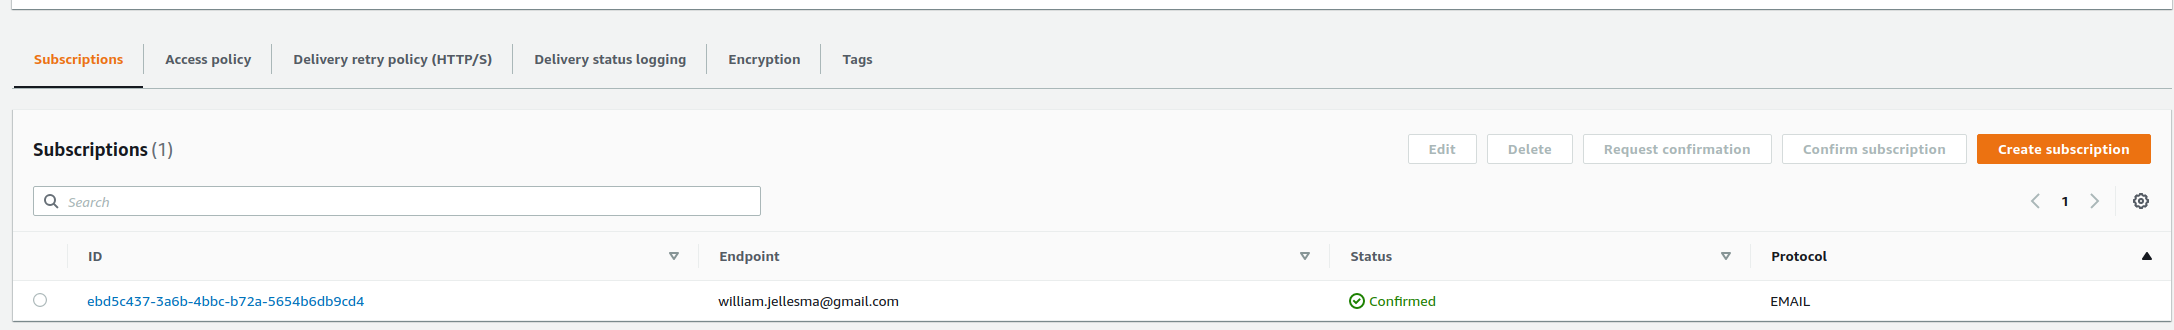 Subscriptions Access policy Delivery retry policy (HTTP/S) Delivery status logging Encryption Tags
Subscriptions (1) Edit Delete Request confirmation Confirm subscription Create subscription
Search 1
ID Endpoint Status Protocol
ebd5c437-3a6b-4bbc-b72a-5654b6db9cd4 william.jellesma@gmail.com Confirmed EMAIL